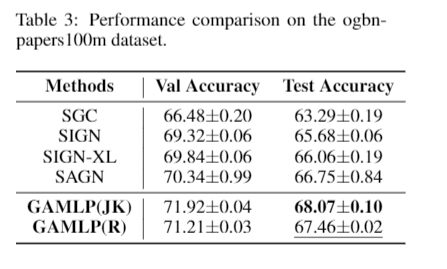 Table 3: Performance comparison on the ogbn-
papers100m dataset.
Methods Val Accuracy Test Accuracy
SGC 66.48±0.20 63.29±0.19
SIGN 69.32±0.06 65.68±0.06
SIGN-XL 69.84±0.06 66.06±0.19
SAGN 70.34±0.99 66.75±0.84
GAMLP(JK) 71.92±0.04 68.07±0.10
GAMLP(R) 71.21±0.03 67.46±0.02